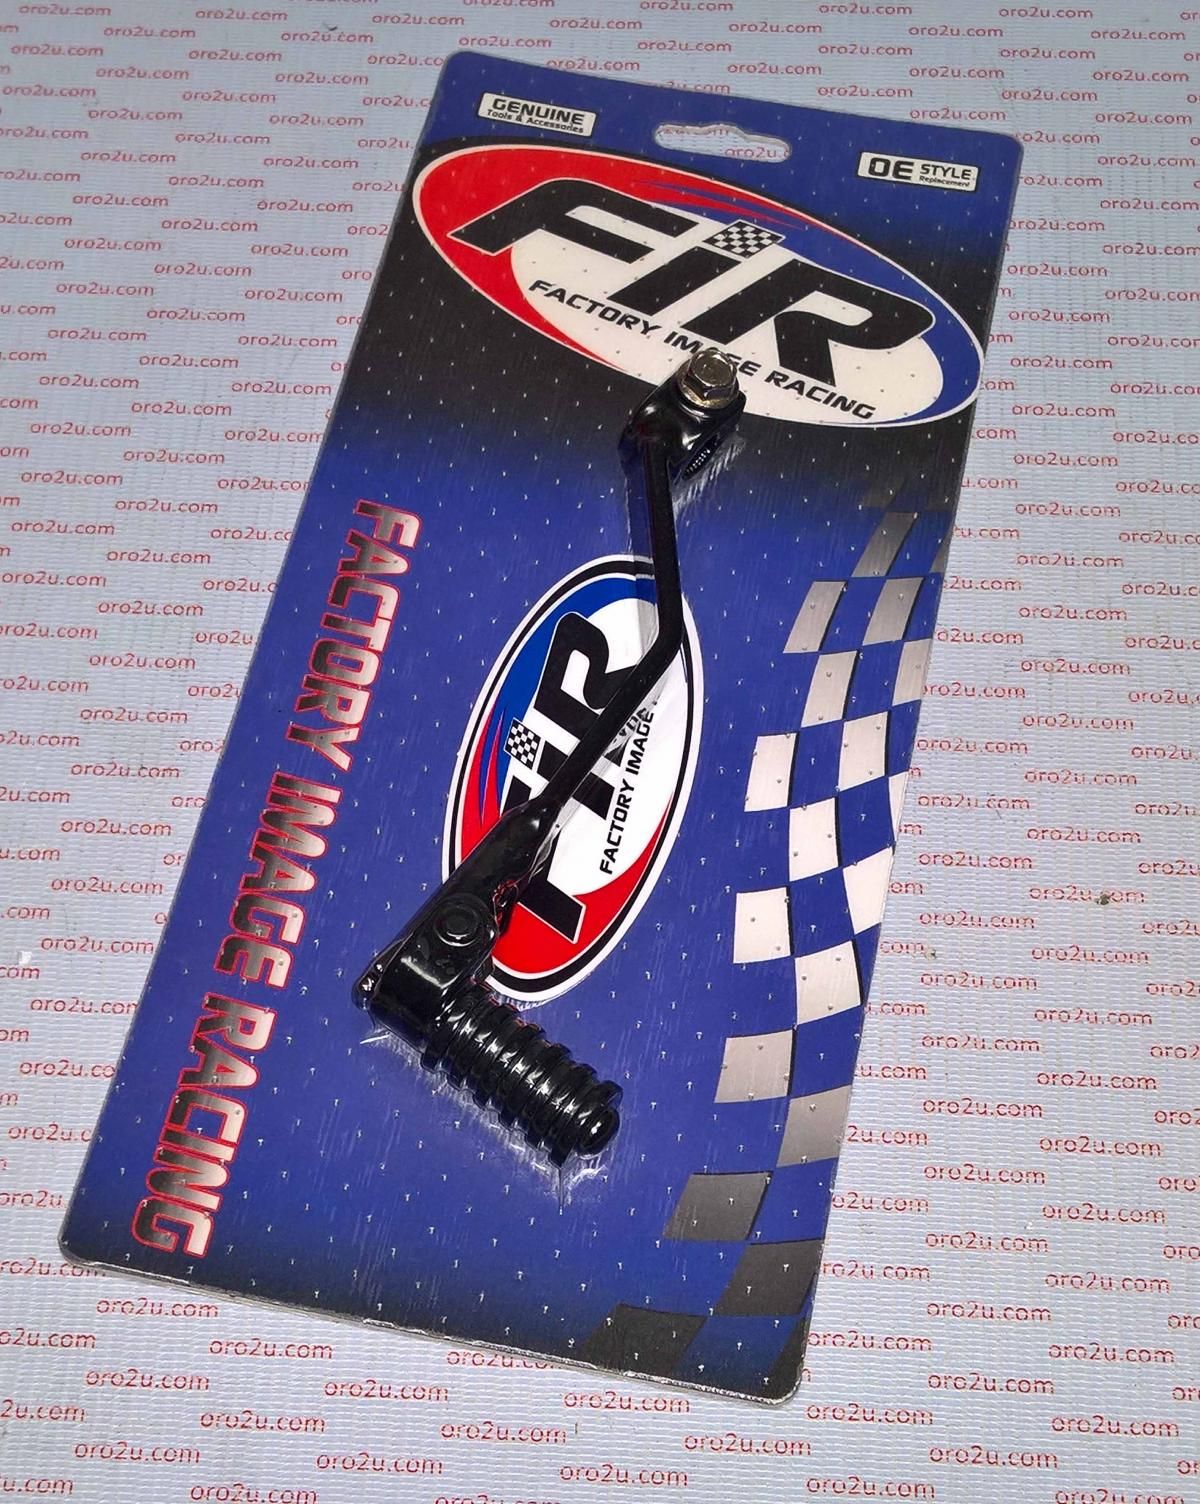 GENUINE
Tools & Accessories
OE STYLE
Replacement
FiR
FACTORY IMAGE RACING
FACTORY IMAGE RACING
FiR
FACTORY IMAGE
oro2u.com